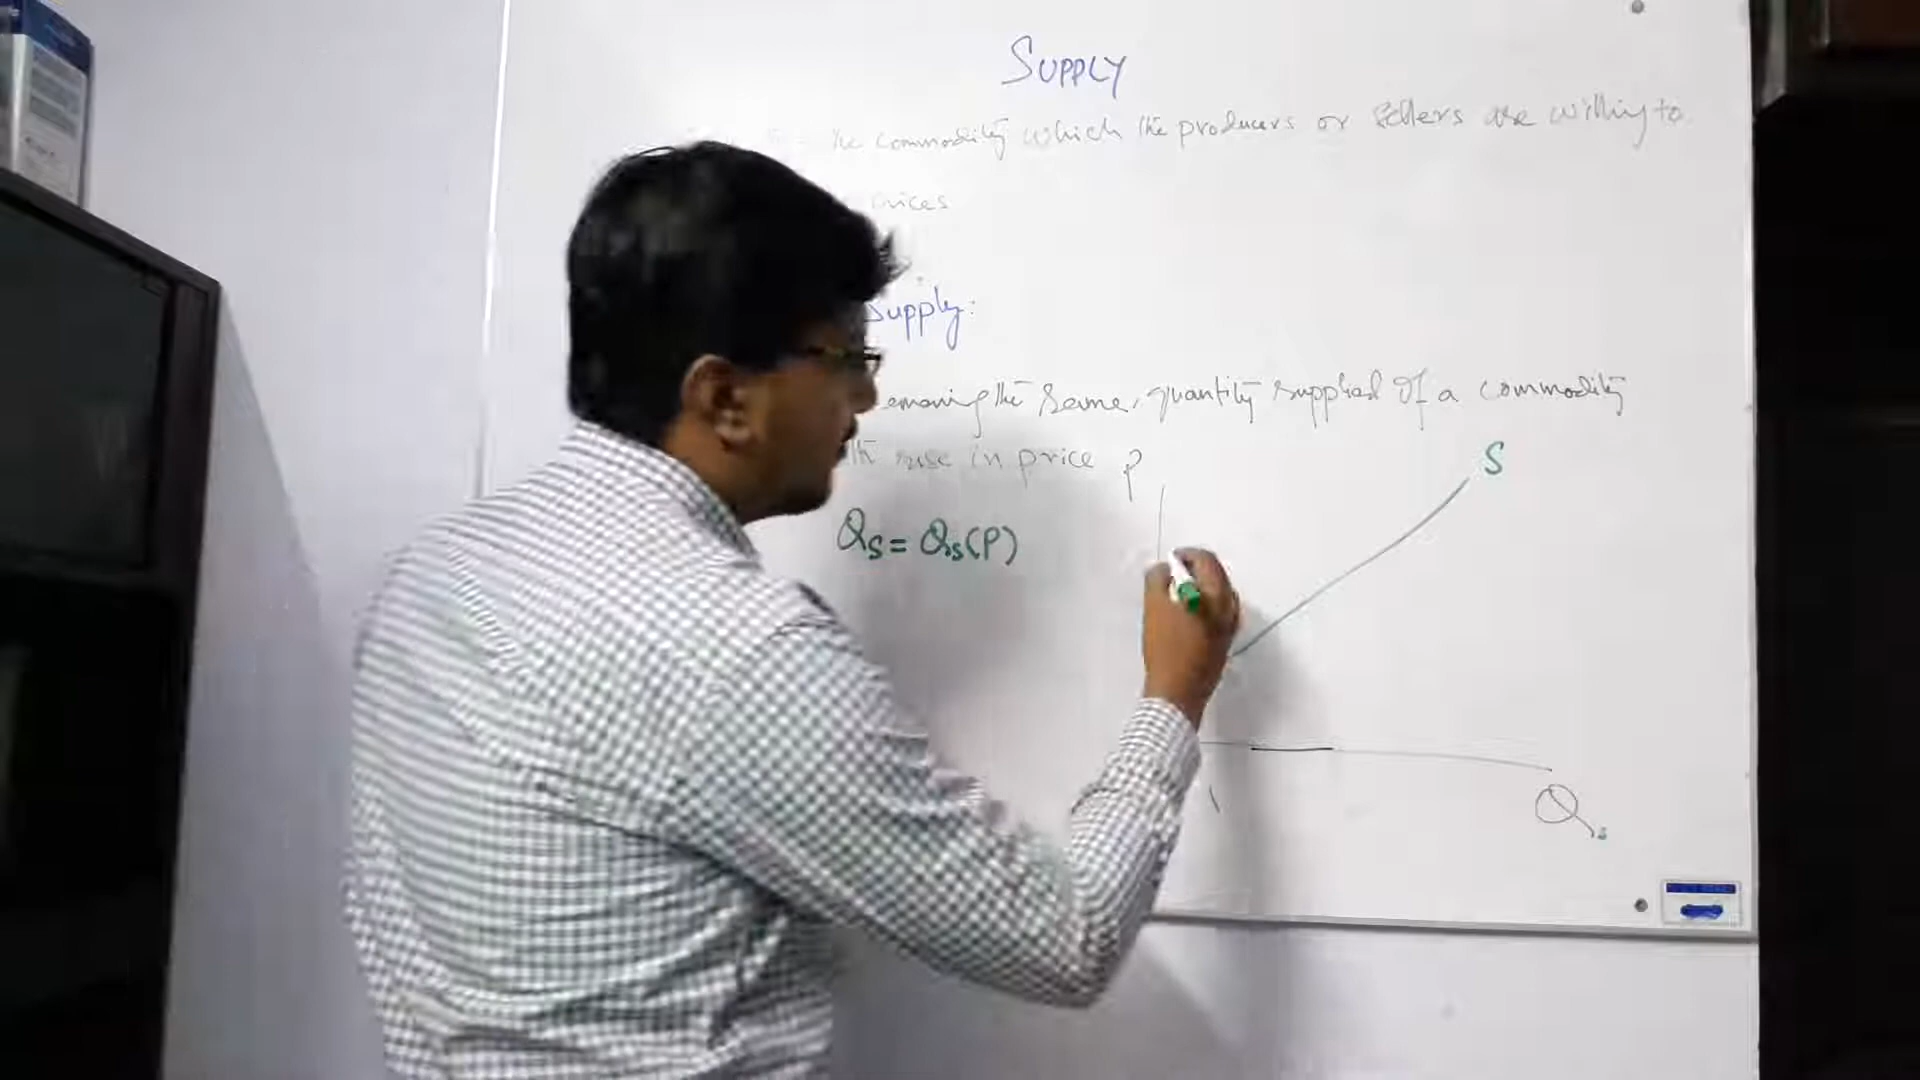 SUPPLY
the commodity which the producers or sellers are willing to
prices
Supply:
remaining the same, quantity supplied of a commodity
rise in price
P
S
Qs = Qs(P)
Qs